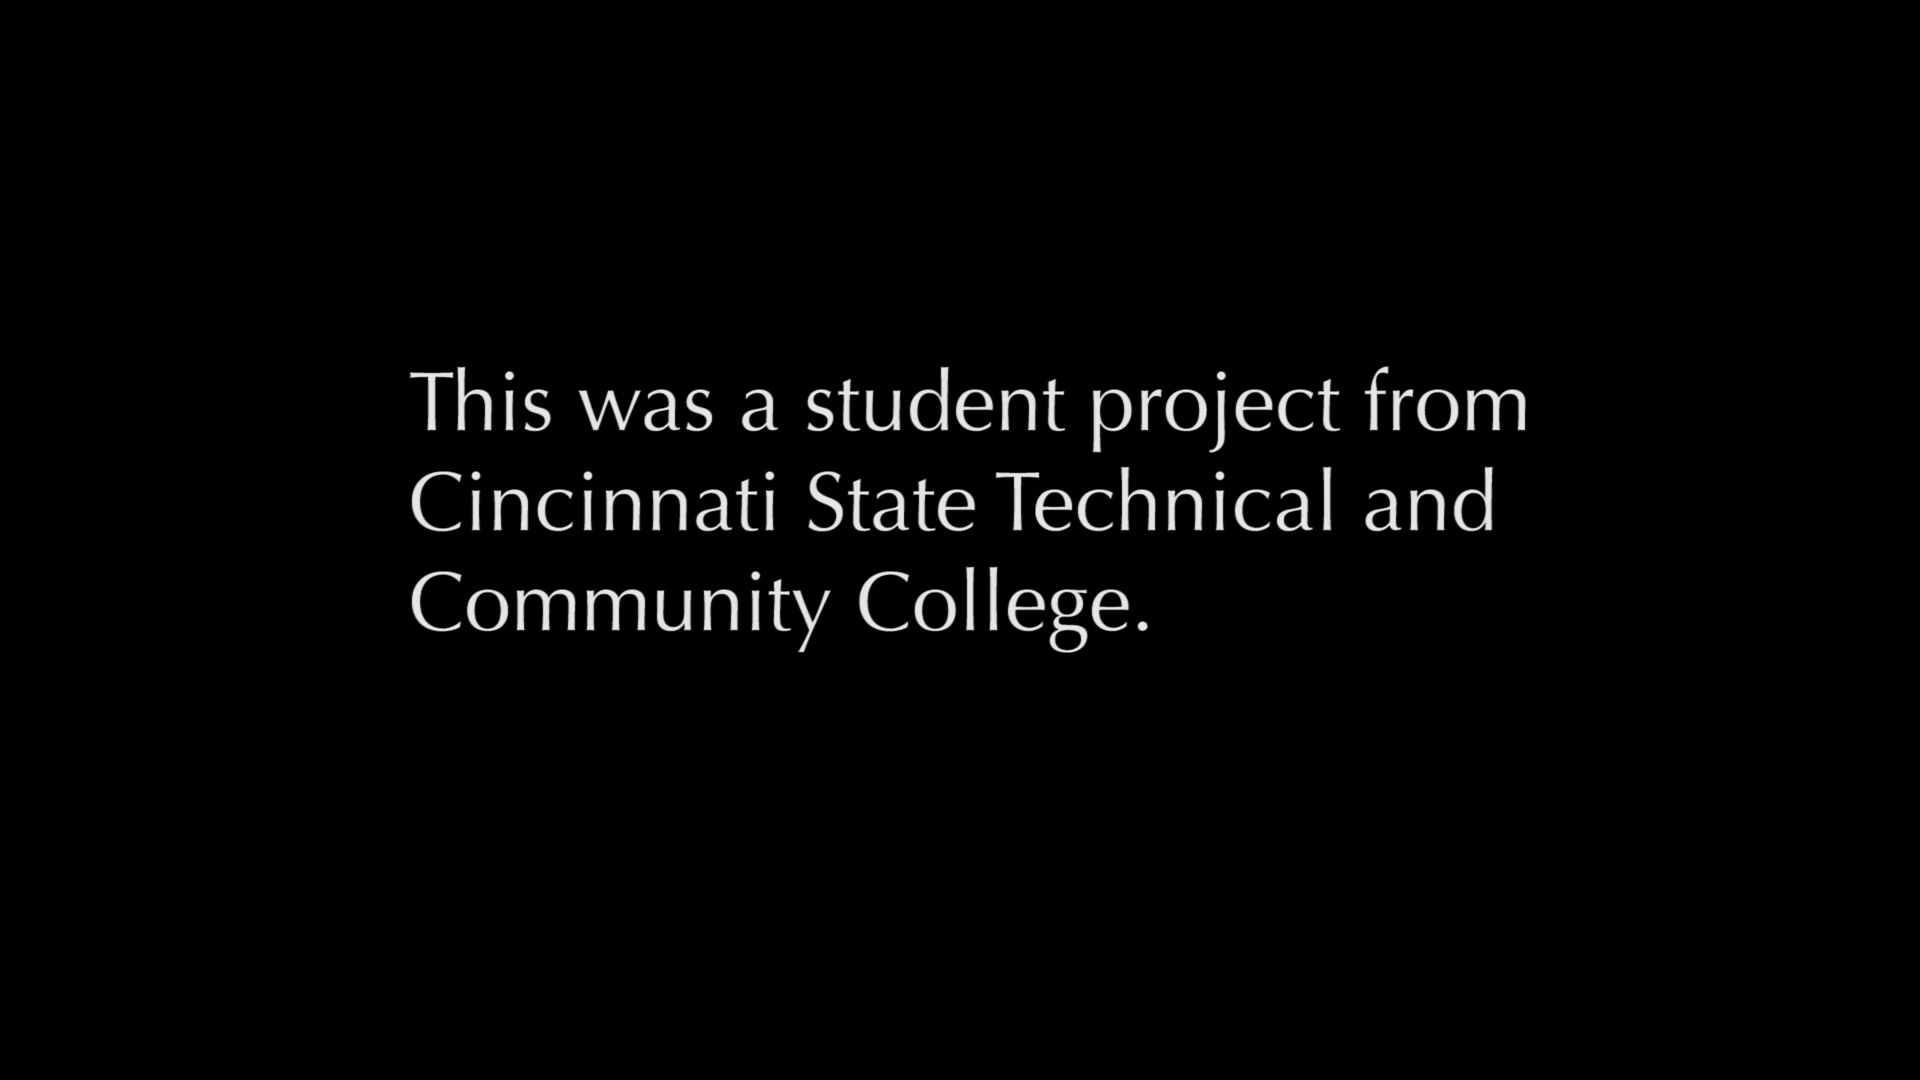 This was a student project from
Cincinnati State Technical and
Community College.